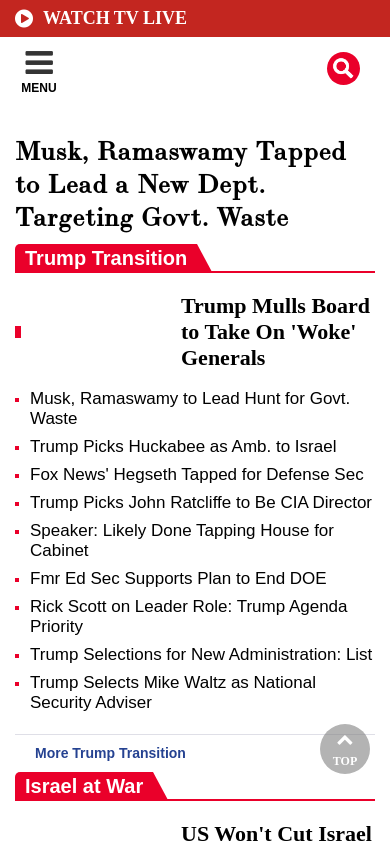 WATCH TV LIVE
MENU
Musk, Ramaswamy Tapped
to Lead a New Dept.
Targeting Govt. Waste
Trump Transition
Trump Mulls Board
to Take On 'Woke'
Generals
Musk, Ramaswamy to Lead Hunt for Govt.
Waste
Trump Picks Huckabee as Amb. to Israel
Fox News' Hegseth Tapped for Defense Sec
Trump Picks John Ratcliffe to Be CIA Director
Speaker: Likely Done Tapping House for
Cabinet
Fmr Ed Sec Supports Plan to End DOE
Rick Scott on Leader Role: Trump Agenda
Priority
Trump Selections for New Administration: List
Trump Selects Mike Waltz as National
Security Adviser
More Trump Transition
TOP
Israel at War
US Won't Cut Israel